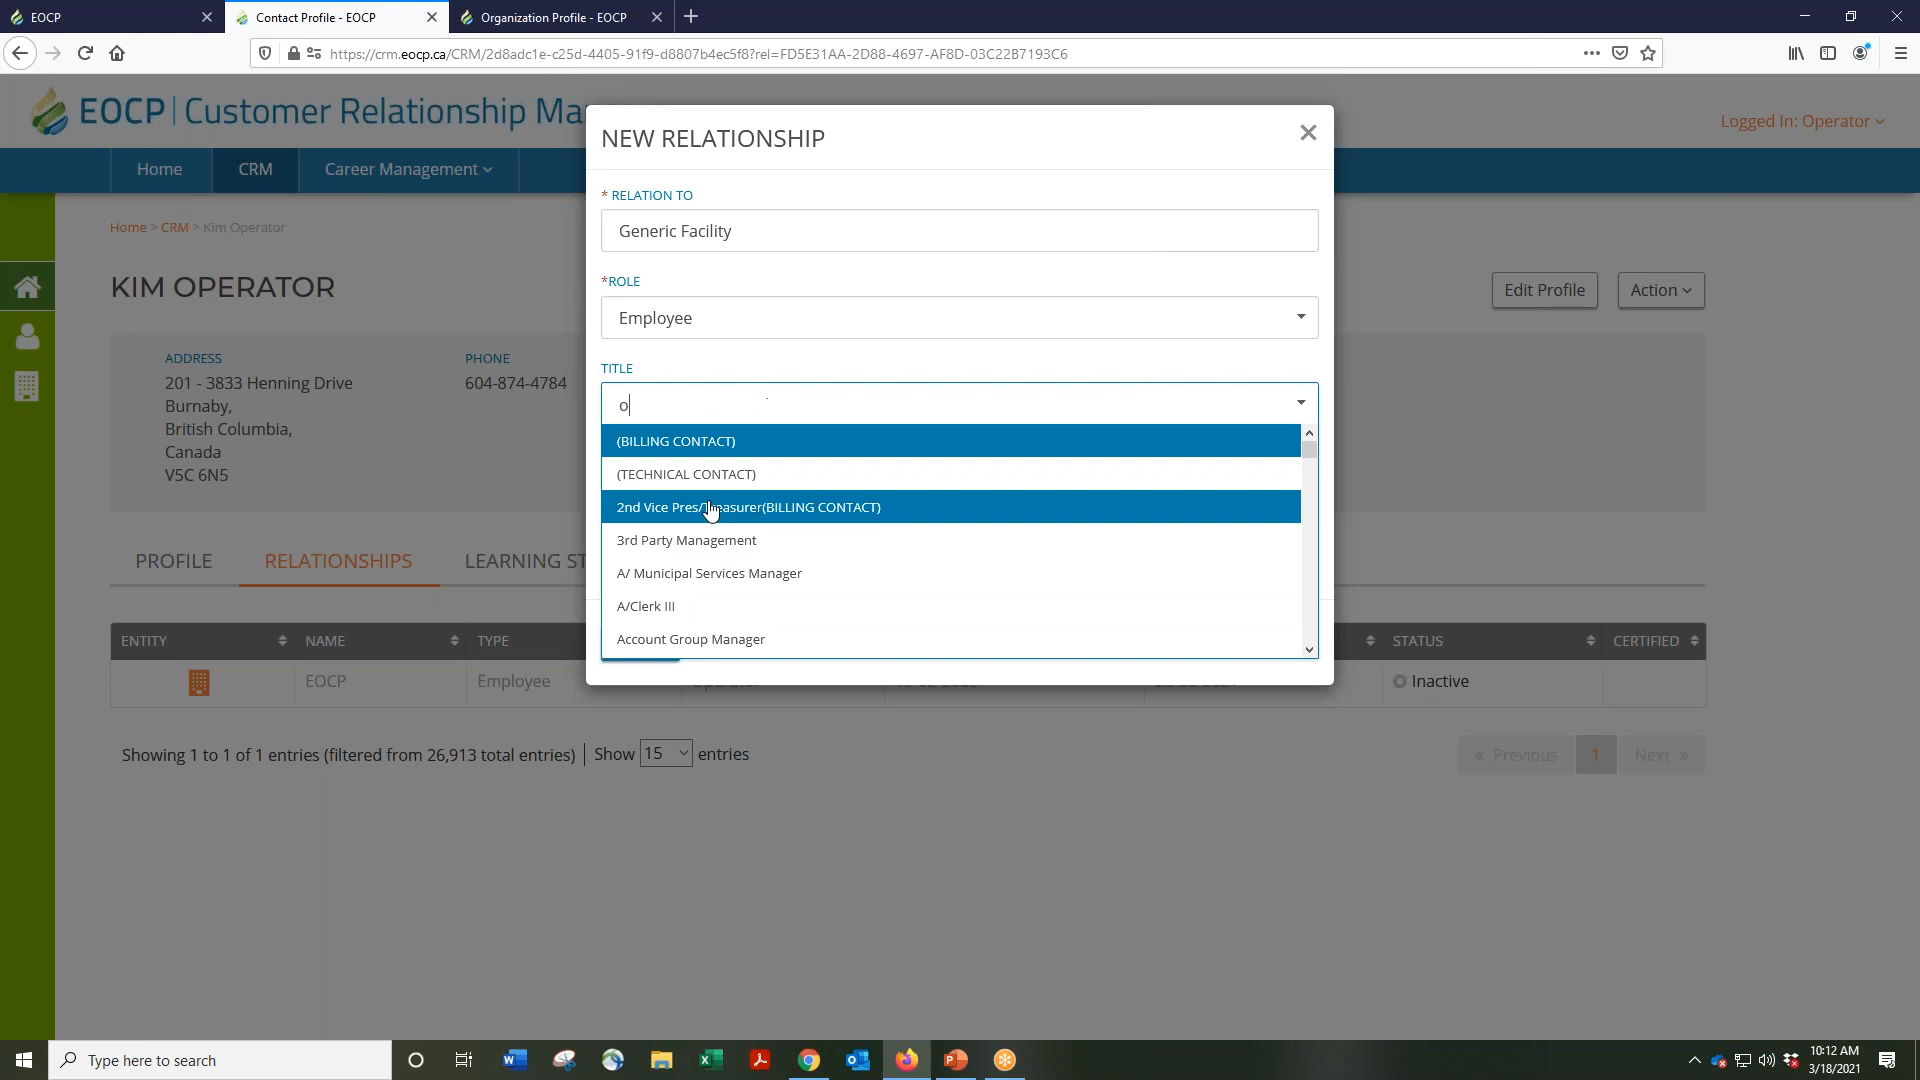 EOCP
Contact Profile - EOCP
Organization Profile - EOCP
https://crm.eocp.ca/CRM/2d8adc1e-c25d-4405-91f9-d8807b4ec5f8?rel=FD5E31AA-2D88-4697-AF8D-03C22B7193C6
EOCP | Customer Relationship Ma
Logged In: Operator
Home
CRM
Career Management
Home > CRM > Kim Operator
KIM OPERATOR
Edit Profile
Action
ADDRESS
201 - 3833 Henning Drive
Burnaby,
British Columbia,
Canada
V5C 6N5
PHONE
604-874-4784
PROFILE
RELATIONSHIPS
LEARNING ST
ENTITY
NAME
TYPE
STATUS
CERTIFIED
EOCP
Employee
Inactive
Showing 1 to 1 of 1 entries (filtered from 26,913 total entries)
Show 15 entries
« Previous
1
Next »
NEW RELATIONSHIP
* RELATION TO
Generic Facility
*ROLE
Employee
TITLE
o
(BILLING CONTACT)
(TECHNICAL CONTACT)
2nd Vice Pres/Treasurer(BILLING CONTACT)
3rd Party Management
A/ Municipal Services Manager
A/Clerk III
Account Group Manager
Type here to search
10:12 AM
3/18/2021